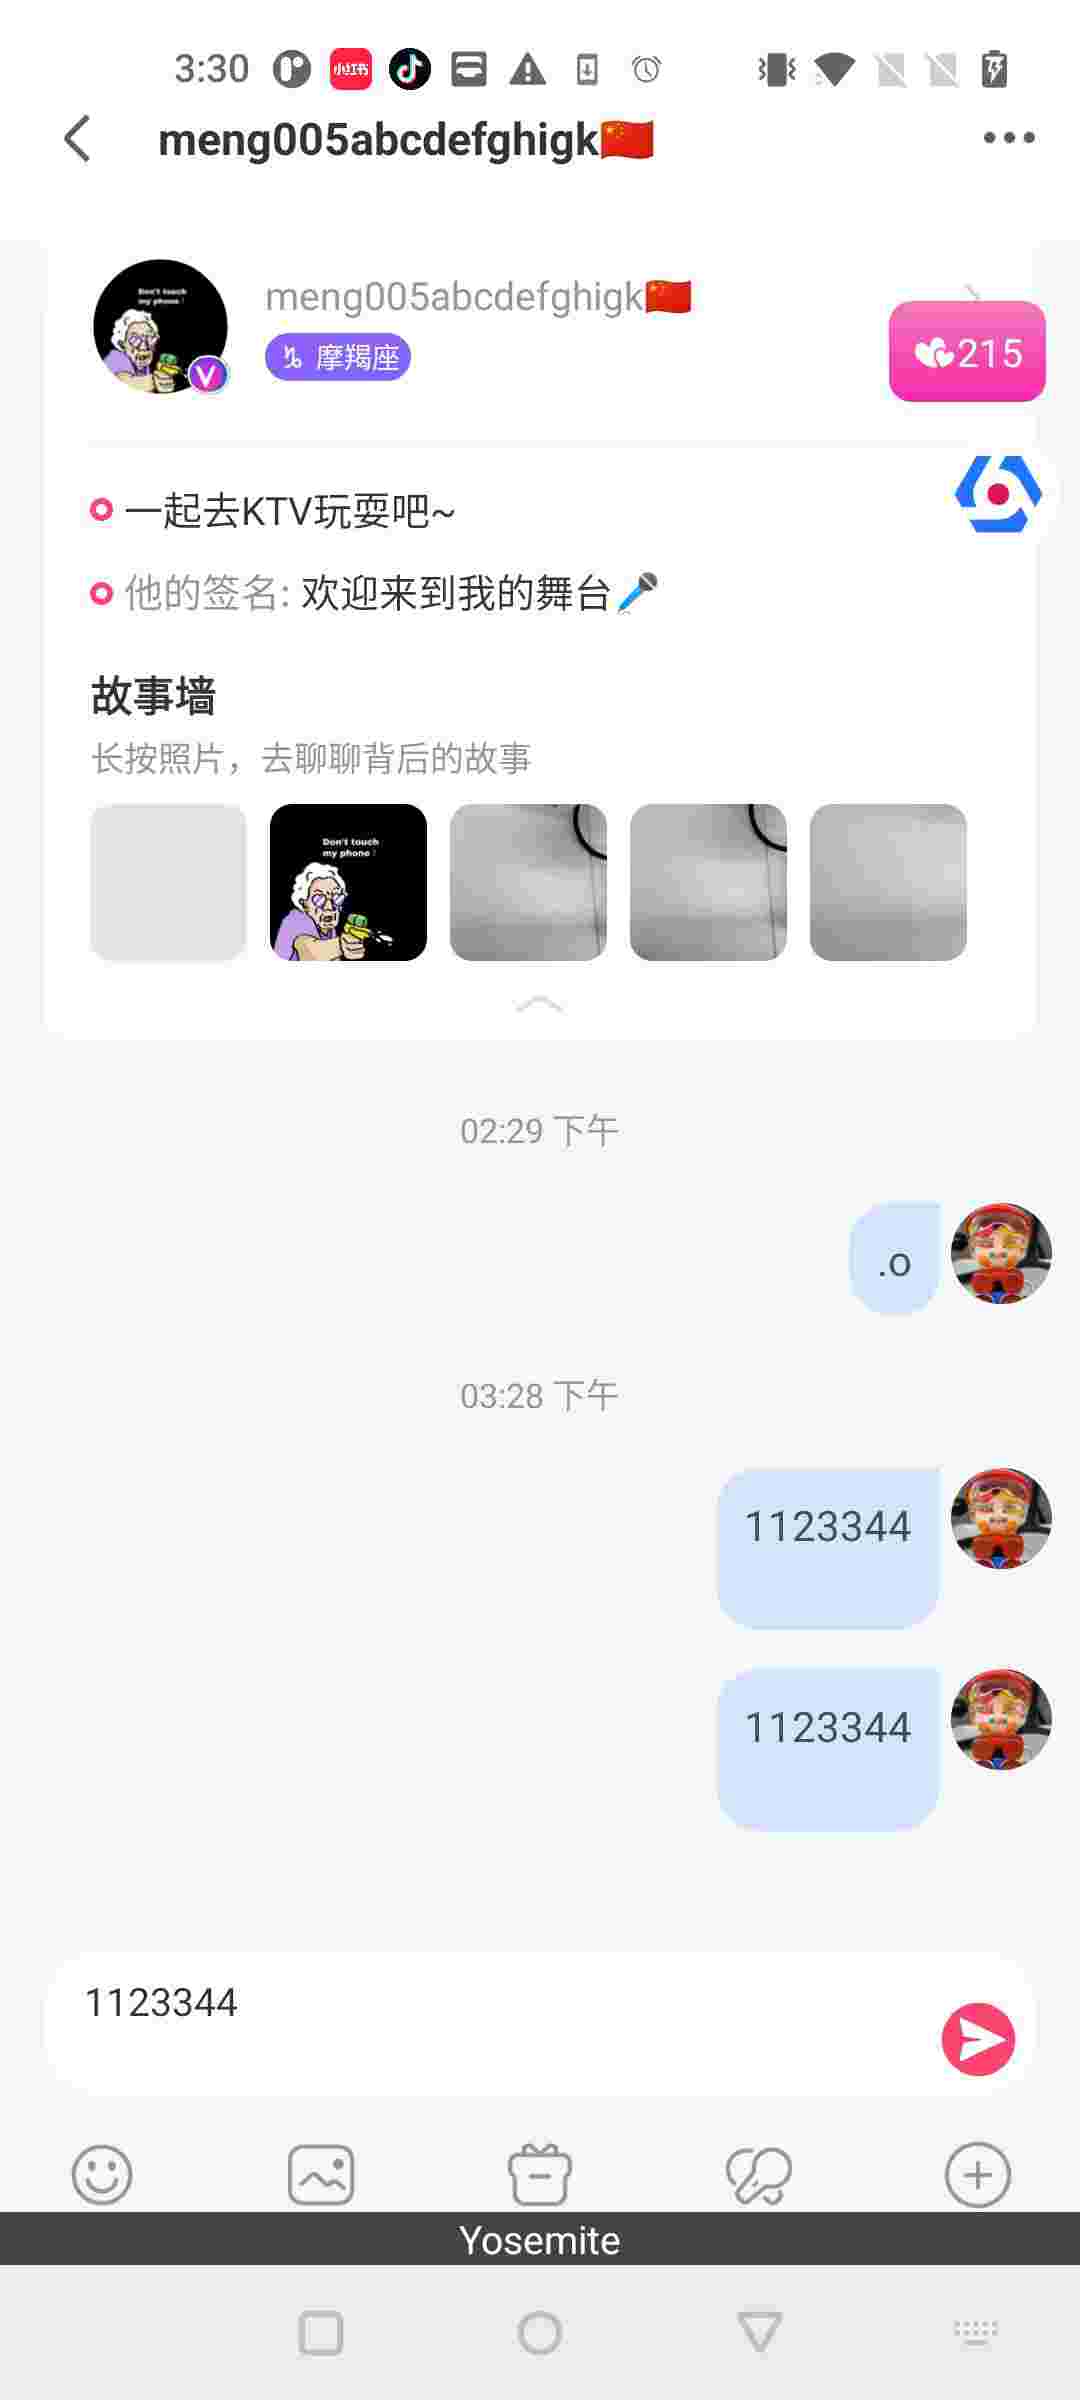 3:30
小红书
meng005abcdefghigk🇨🇳
Don't touch
my phone !
meng005abcdefghigk🇨🇳
V
♑ 摩羯座
215
一起去KTV玩耍吧~
他的签名: 欢迎来到我的舞台🎤
故事墙
长按照片，去聊聊背后的故事
Don't touch
my phone !
02:29 下午
.o
03:28 下午
1123344
1123344
1123344
Yosemite